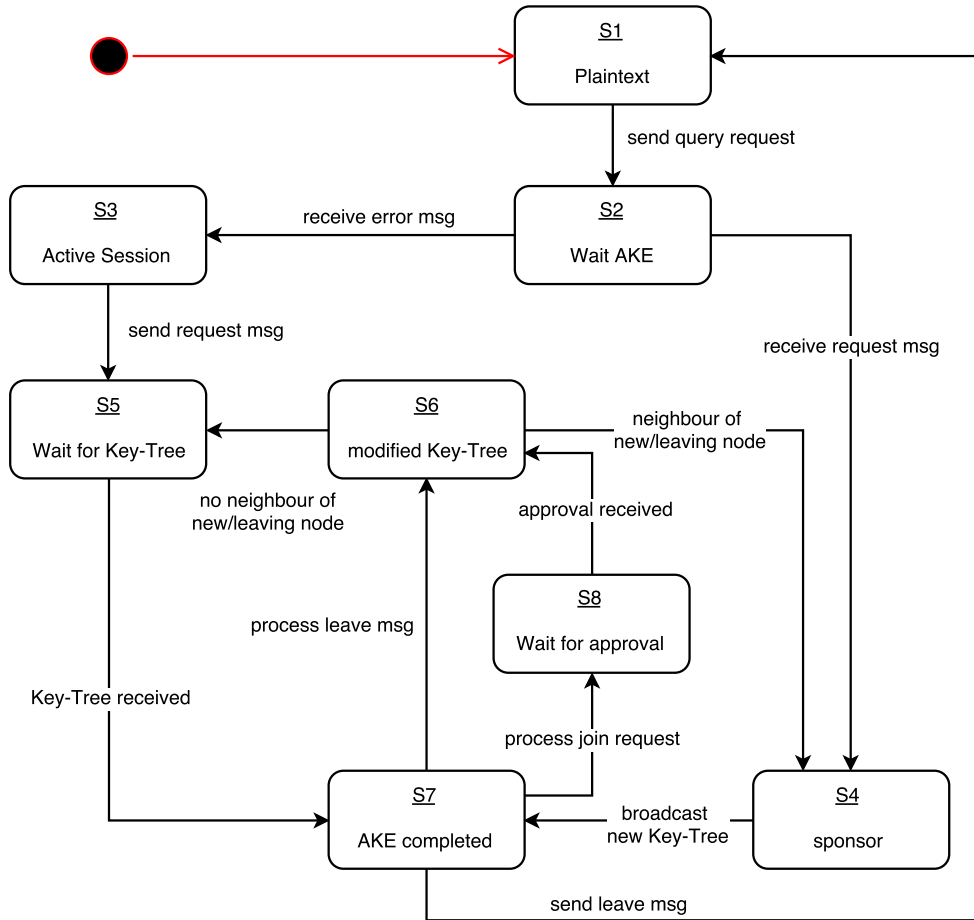 S1
Plaintext
send query request
S3
Active Session
receive error msg
S2
Wait AKE
send request msg
receive request msg
S5
Wait for Key-Tree
S6
modified Key-Tree
neighbour of
new/leaving node
no neighbour of
new/leaving node
approval received
S8
Wait for approval
process leave msg
Key-Tree received
process join request
S7
AKE completed
broadcast
new Key-Tree
S4
sponsor
send leave msg